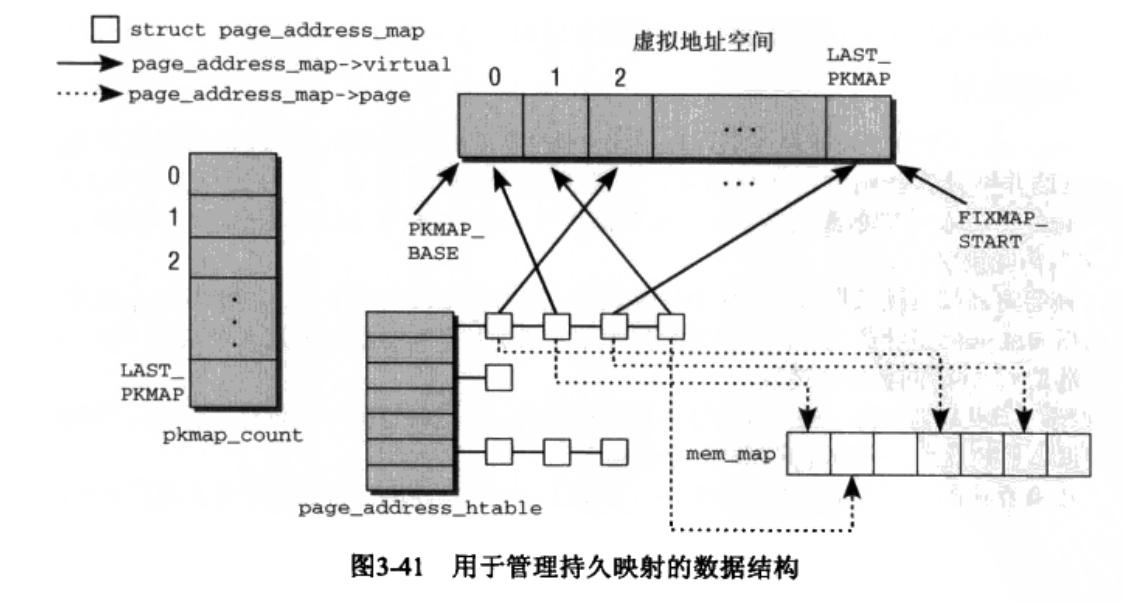 struct page_address_map
page_address_map->virtual
page_address_map->page
虚拟地址空间
0 1 2
LAST_
PKMAP
...
...
PKMAP_
BASE
FIXMAP_
START
0
1
2
LAST_
PKMAP
pkmap_count
page_address_htable
mem_map
图3-41 用于管理持久映射的数据结构